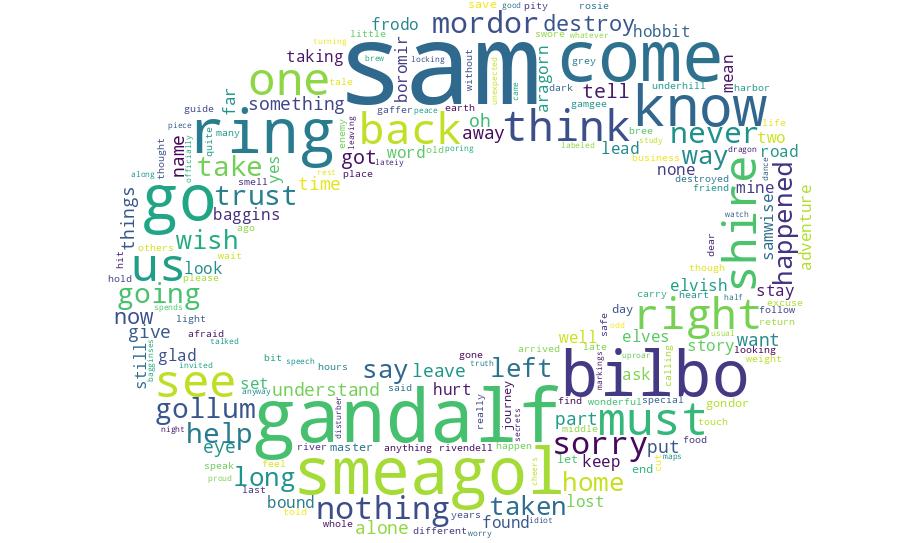 good pity rosie
save
frodo mordor destroy hobbit
little
turning
taking sam come
swore whatever
brew locking without unexpected cane grey
boromir aragorn mean
one tale
dark underhill harbor
far something tell know
gamgee
guide ring gaffer peace earth
back oh think never
enemy leaving away bree life
piece many quite officially name word old poring labeled lead way two
thought got lately study business none road dragon
take yes place
smell time destroyed mine dance
along rest friend samwise
go trust shire happened adventure
things baggins watch
ago
hit wish others wait dear
us look
hold please though
going light elvish stay
spends carry heart half excuse
now day follow return
give afraid safe odd
still talked well elves want
glad gone arrived late story looking
bagginses invited bit speech hours truth uproar usual weight
say leave left bilbo ask calling
see set anyway understand said hurt markings
gollum disturber gandalf really journey secrets find wonderful special gondor
part must touch
help middle
night river master anything rivendell happen sorry put food
eye let keep cut maps
speak feel smeagol cheers end
proud long home
last bound nothing taken lost
told years found idiot
whole alone different worry